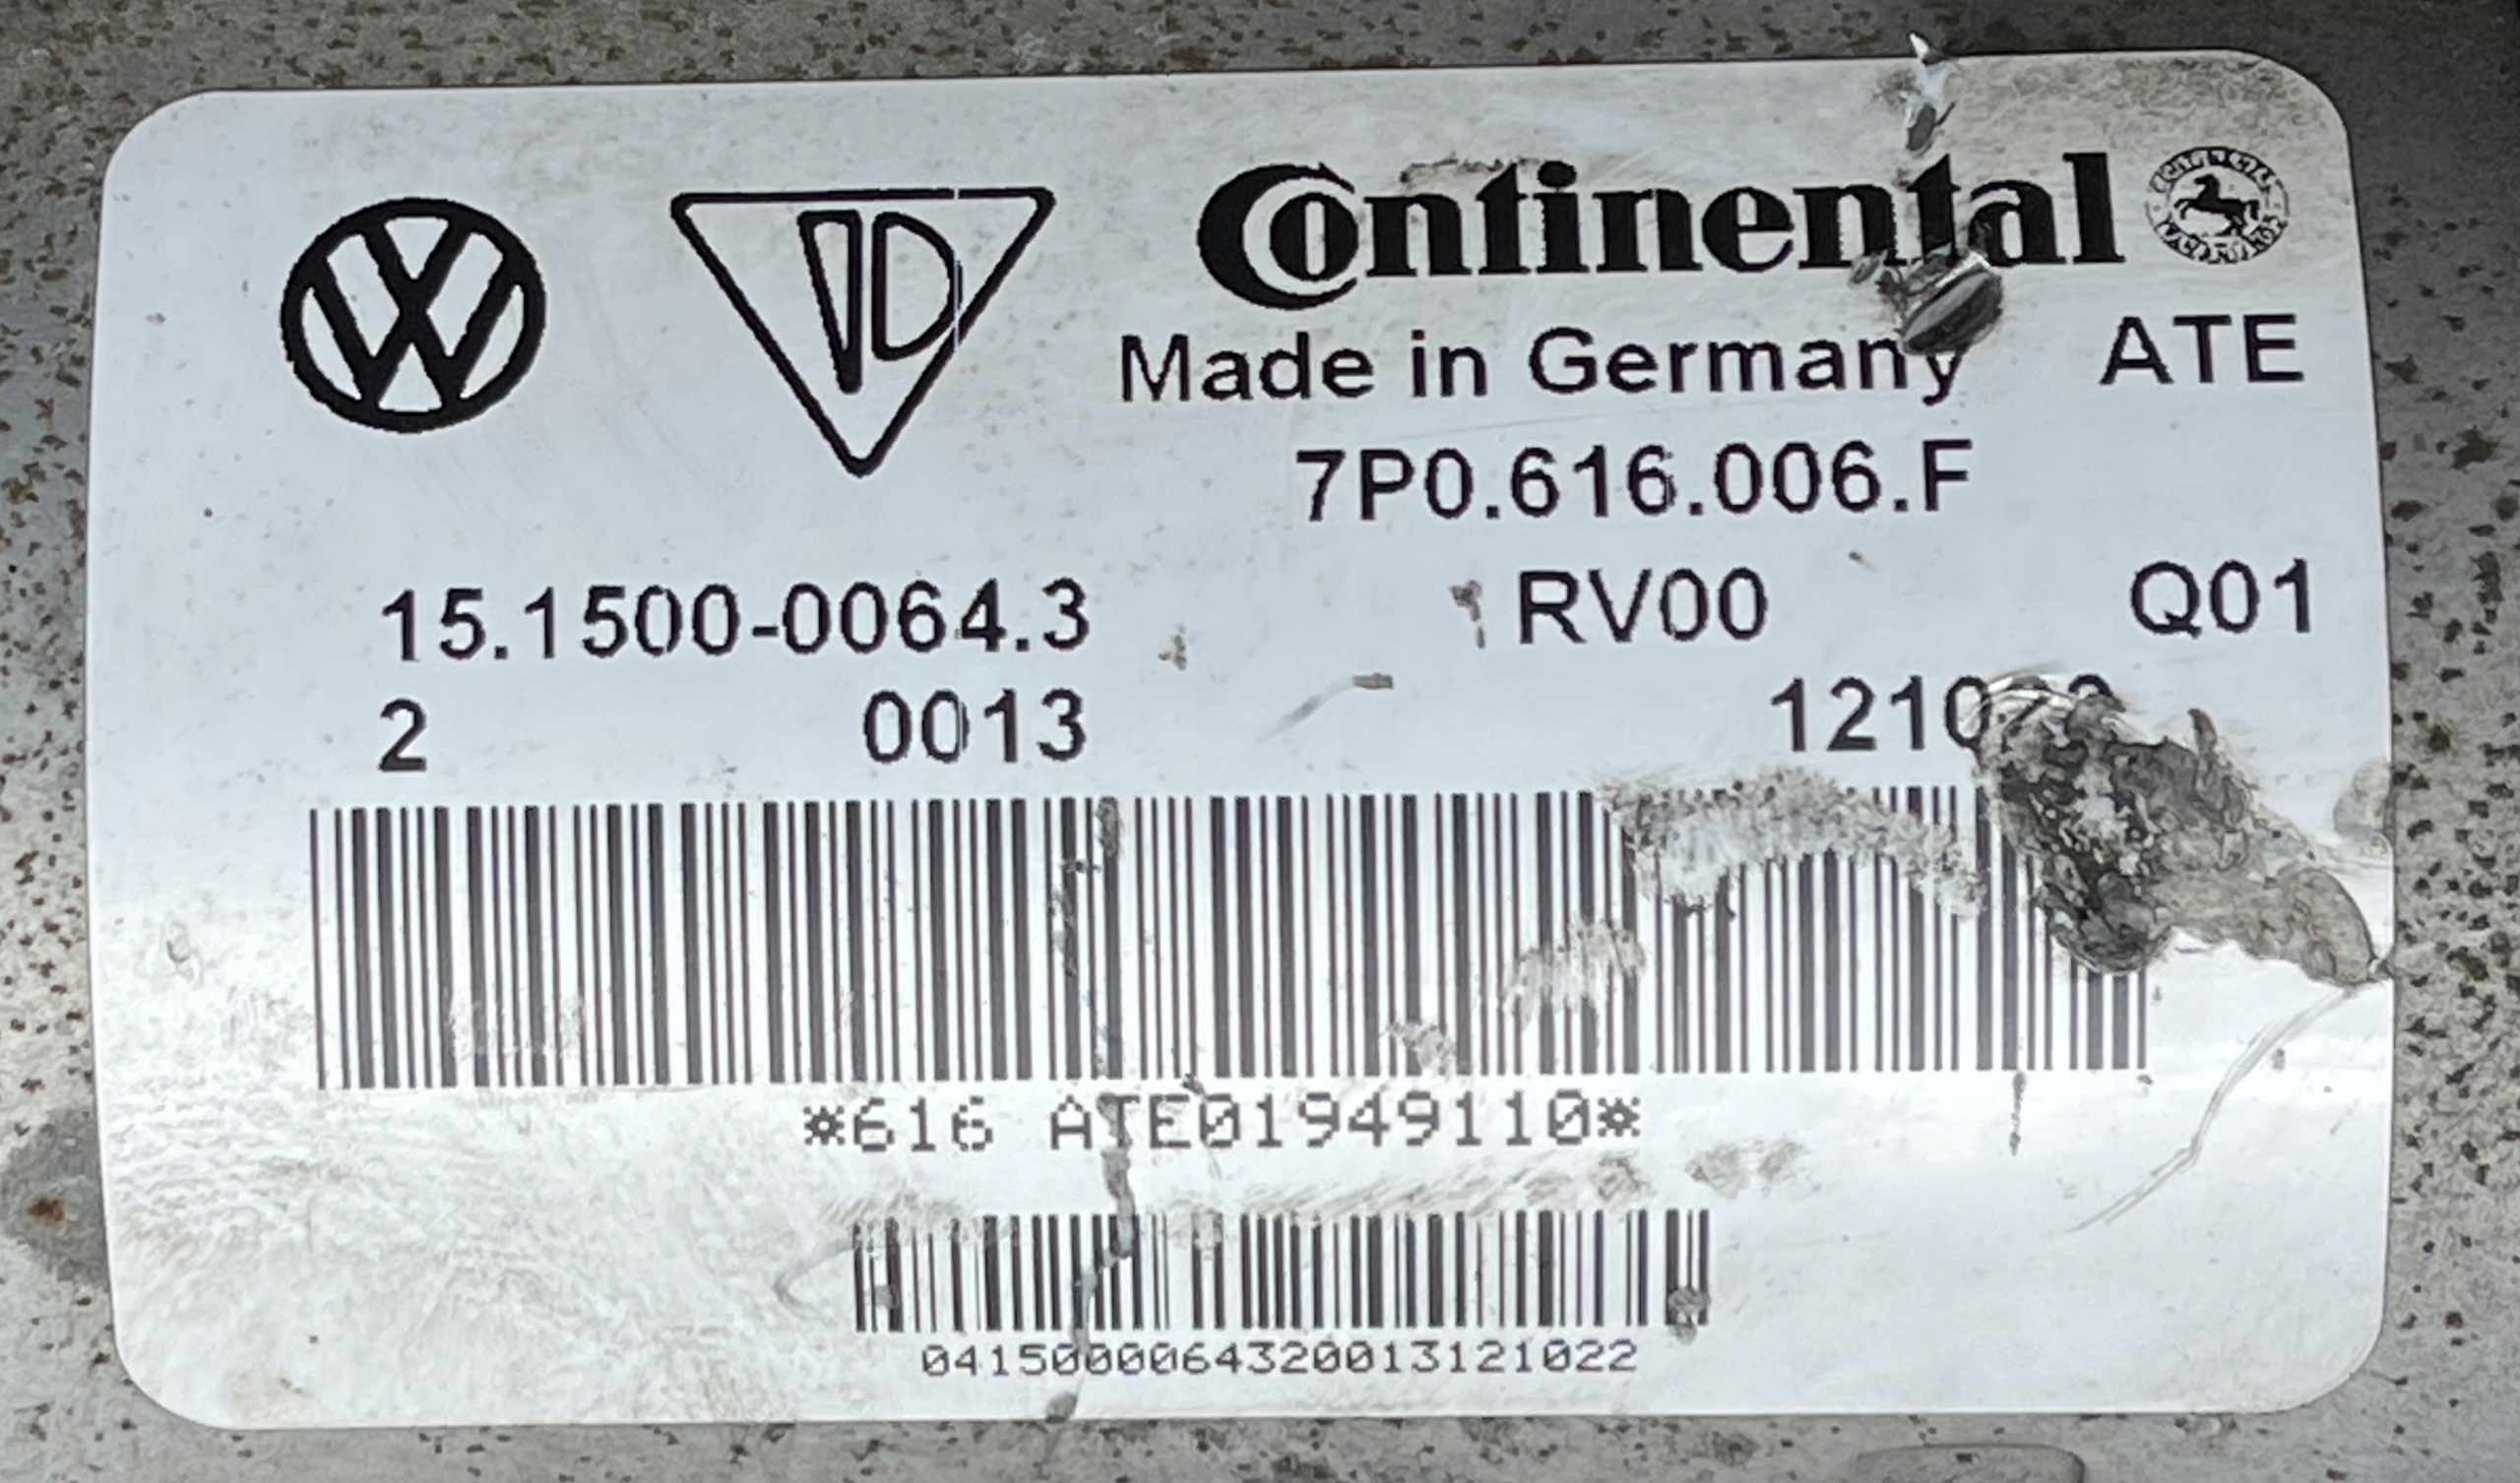 Continental
Made in Germany ATE
7P0.616.006.F
15.1500-0064.3 RV00 Q01
2 0013
*616 ATE01949110*
0415000064320013121022